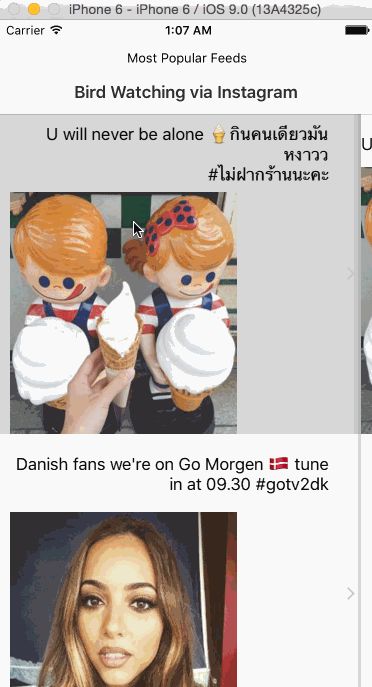 iPhone 6 - iPhone 6 / iOS 9.0 (13A4325c)
Carrier 1:07 AM
Most Popular Feeds
Bird Watching via Instagram
U will never be alone 🍦กินคนเดียวมัน
หงาวว
#ไม่ฝากร้านนะคะ
U
Danish fans we're on Go Morgen 🇩🇰 tune
in at 09.30 #gotv2dk